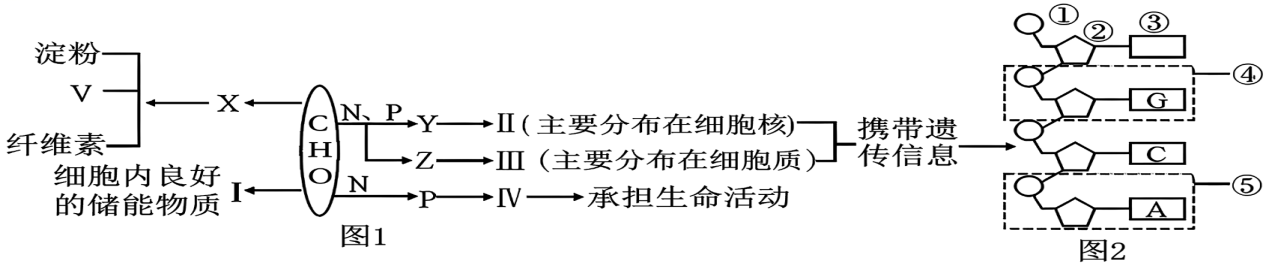 淀粉
V
纤维素
X
细胞内良好
的储能物质
I
C
H
O
N、P
Y
II（主要分布在细胞核）
Z
III（主要分布在细胞质）
N
P
IV
承担生命活动
携带遗
传信息
图1
①
②
③
④
G
C
⑤
A
图2